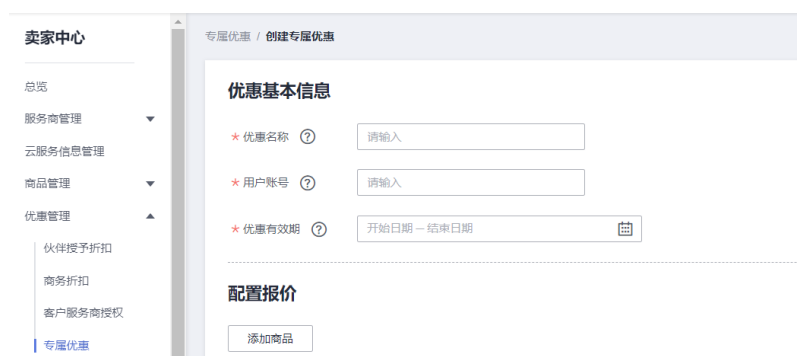 卖家中心
总览
服务商管理
云服务信息管理
商品管理
优惠管理
伙伴授予折扣
商务折扣
客户服务商授权
专属优惠
专属优惠 / 创建专属优惠
优惠基本信息
* 优惠名称 ? 请输入
* 用户账号 ? 请输入
* 优惠有效期 ? 开始日期 – 结束日期
配置报价
添加商品